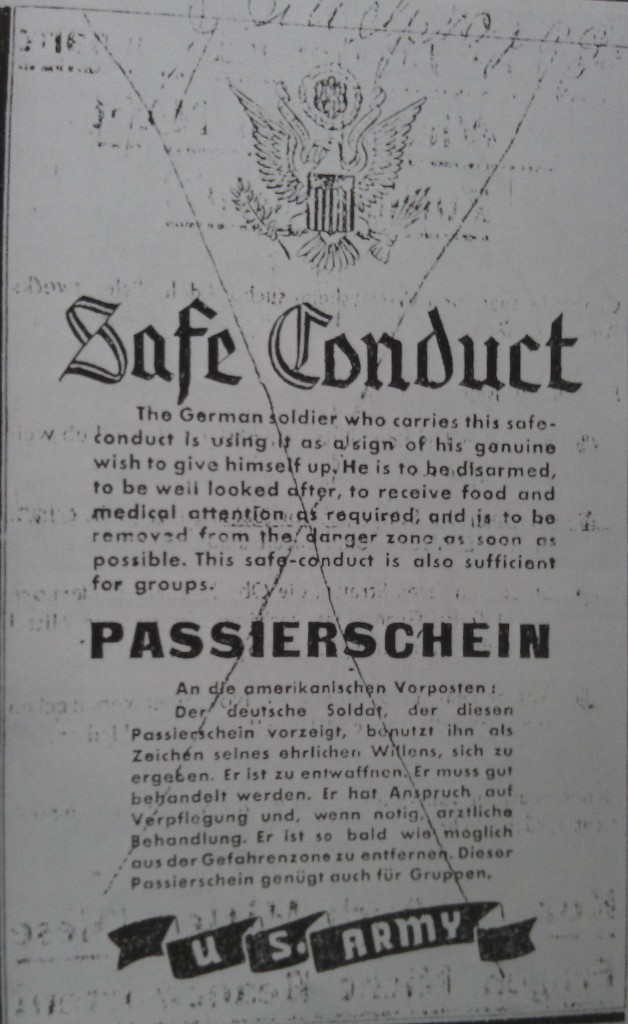 Safe Conduct
The German soldier who carries this safe-
conduct is using it as a sign of his genuine
wish to give himself up. He is to be disarmed,
to be well looked after, to receive food and
medical attention as required, and is to be
removed from the danger zone as soon as
possible. This safe-conduct is also sufficient
for groups.
PASSIERSCHEIN
An die amerikanischen Vorposten:
Der deutsche Soldat, der diesen
Passierschein vorzeigt, benutzt ihn als
Zeichen seines ehrlichen Willens, sich zu
ergeben. Er ist zu entwaffnen. Er muss gut
behandelt werden. Er hat Anspruch auf
Verpflegung und, wenn notig, arztliche
Behandlung. Er ist so bald wie moglich
aus der Gefahrenzone zu entfernen. Dieser
Passierschein genügt auch für Gruppen.
U.S. ARMY